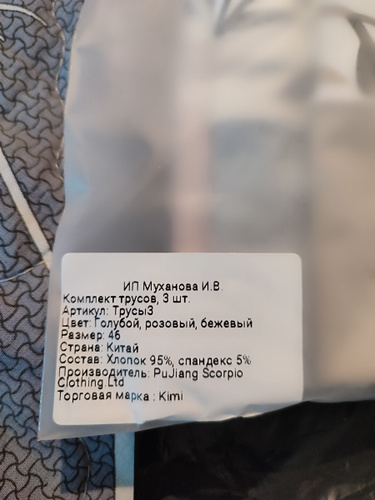 ИП Муханова И.В
Комплект трусов, 3 шт.
Артикул: Трусы3
Цвет: Голубой, розовый, бежевый
Размер: 46
Страна: Китай
Состав: Хлопок 95%, спандекс 5%
Производитель: PuJiang Scorpio
Clothing.Ltd
Торговая марка : Kimi